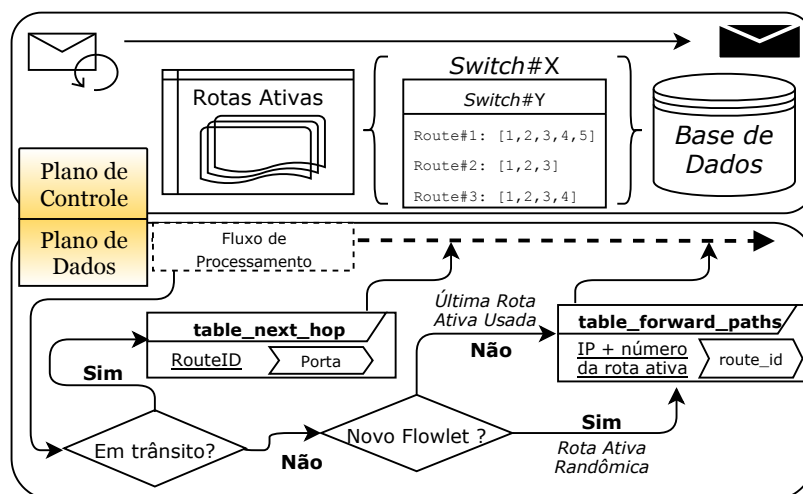 Switch#X
Rotas Ativas
Switch#Y
Route#1: [1,2,3,4,5]
Route#2: [1,2,3]
Route#3: [1,2,3,4]
Base de
Dados
Plano de
Controle
Plano de
Dados
Fluxo de
Processamento
Última Rota
Ativa Usada
Não
table_next_hop
RouteID
Porta
table_forward_paths
IP + número
da rota ativa
route_id
Sim
Em trânsito?
Não
Novo Flowlet ?
Sim
Rota Ativa
Randômica